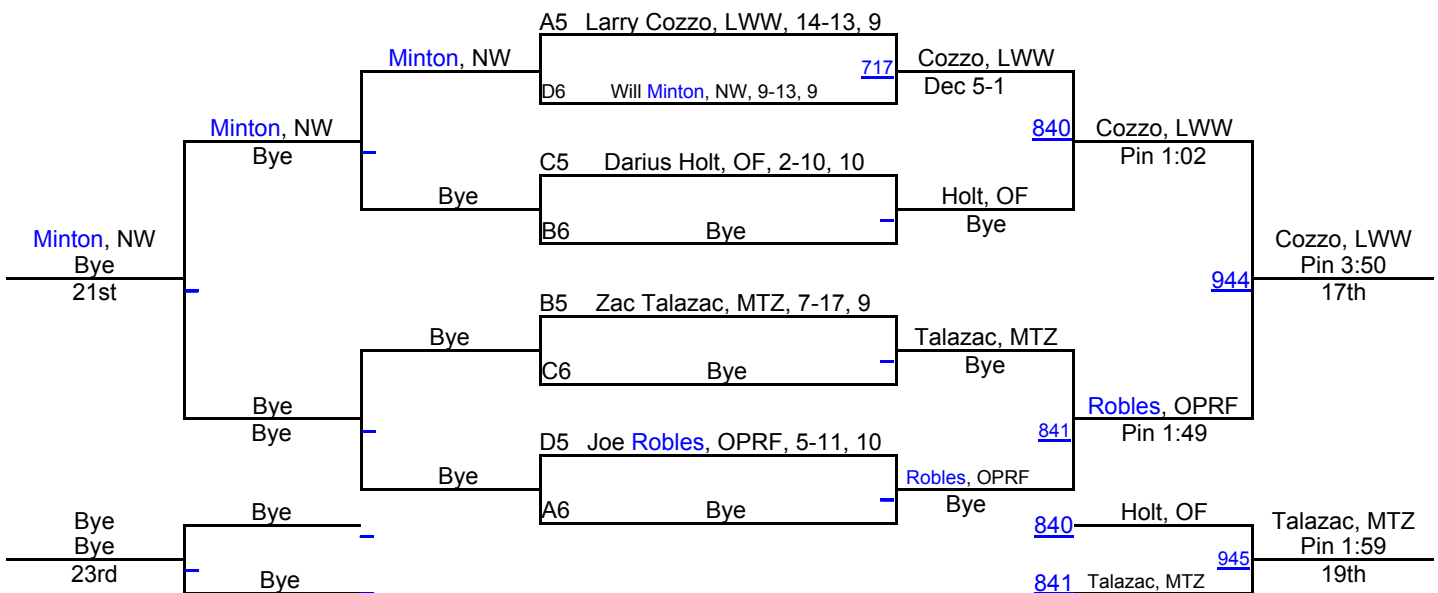 A5 Larry Cozzo, LWW, 14-13, 9
Minton, NW
717
Cozzo, LWW
Dec 5-1
D6 Will Minton, NW, 9-13, 9
Minton, NW
Bye
840
Cozzo, LWW
Pin 1:02
C5 Darius Holt, OF, 2-10, 10
Bye
Holt, OF
Bye
B6 Bye
Minton, NW
Bye
21st
944
Cozzo, LWW
Pin 3:50
17th
B5 Zac Talazac, MTZ, 7-17, 9
Bye
Talazac, MTZ
Bye
C6 Bye
Bye
Bye
Robles, OPRF
Pin 1:49
841
D5 Joe Robles, OPRF, 5-11, 10
Bye
Robles, OPRF
Bye
A6 Bye
Bye
Bye
23rd
Bye
Bye
840
Holt, OF
945
841
Talazac, MTZ
Talazac, MTZ
Pin 1:59
19th